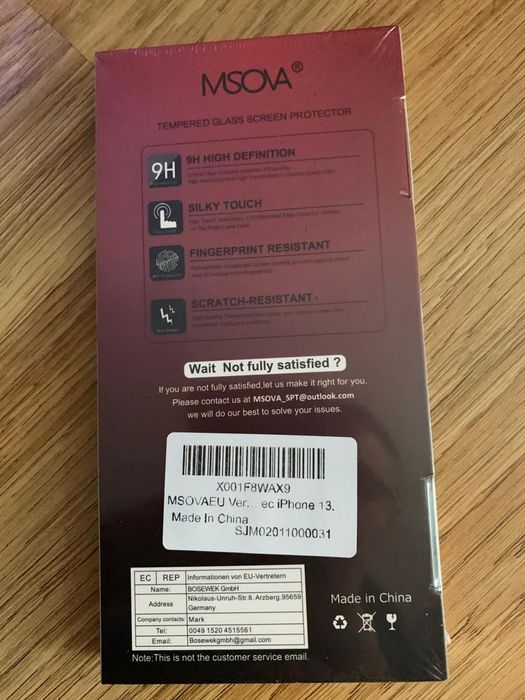 MSOVA®
TEMPERED GLASS SCREEN PROTECTOR
9H
9H HIGH DEFINITION
SILKY TOUCH
FINGERPRINT RESISTANT
SCRATCH-RESISTANT
Wait Not fully satisfied ?
If you are not fully satisfied,let us make it right for you.
Please contact us at MSOVA_SPT@outlook.com
we will do our best to solve your issues.
X001F8WAX9
MSOVAEU Ver... ec iPhone 13.
Made In China
SJM02011000031
EC REP Informationen von EU-Vertretern
Name: BOSEWEK GmbH
Address Nikolaus-Unruh-Str.8. Arzberg.95659
Germany
Company contacts: Mark
Tel: 0049 1520 4515561
Email: Bosewekgmbh@gmail.com
Note:This is not the customer service email.
Made in China